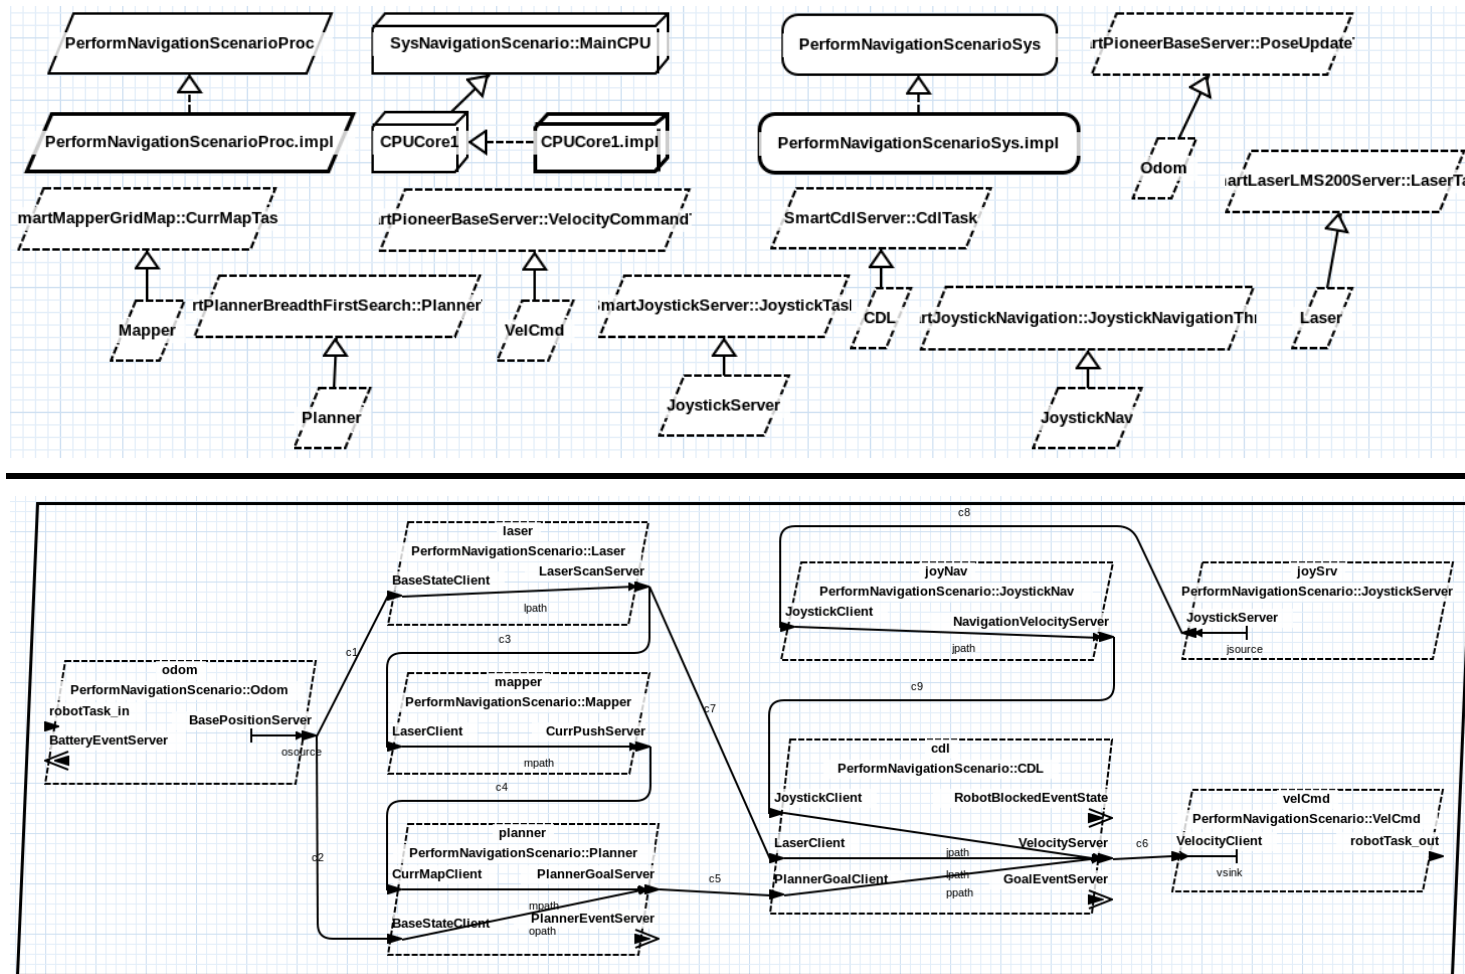 PerformNavigationScenarioProc
SysNavigationScenario::MainCPU
PerformNavigationScenarioSys
rtPioneerBaseServer::PoseUpdate
PerformNavigationScenarioProc.impl
CPUCore1
CPUCore1.impl
PerformNavigationScenarioSys.impl
Odom
artLaserLMS200Server::LaserTa
martMapperGridMap::CurrMapTas
rtPioneerBaseServer::VelocityCommand
SmartCdlServer::CdlTask
rtPlannerBreadthFirstSearch::Planner
SmartJoystickServer::JoystickTas
CDL
artJoystickNavigation::JoystickNavigationThr
Laser
Mapper
VelCmd
Planner
JoystickServer
JoystickNav
c8
laser
PerformNavigationScenario::Laser
BaseStateClient
LaserScanServer
lpath
c3
c1
joyNav
PerformNavigationScenario::JoystickNav
JoystickClient
NavigationVelocityServer
jpath
joySrv
PerformNavigationScenario::JoystickServer
JoystickServer
jsource
odom
PerformNavigationScenario::Odom
robotTask_in
BasePositionServer
BatteryEventServer
osource
mapper
PerformNavigationScenario::Mapper
LaserClient
CurrPushServer
mpath
c4
c7
c9
cdl
PerformNavigationScenario::CDL
JoystickClient
RobotBlockedEventState
LaserClient
VelocityServer
jpath
lpath
PlannerGoalClient
GoalEventServer
ppath
c6
velCmd
PerformNavigationScenario::VelCmd
VelocityClient
robotTask_out
vsink
c2
planner
PerformNavigationScenario::Planner
CurrMapClient
PlannerGoalServer
c5
mpath
BaseStateClient
PlannerEventServer
opath